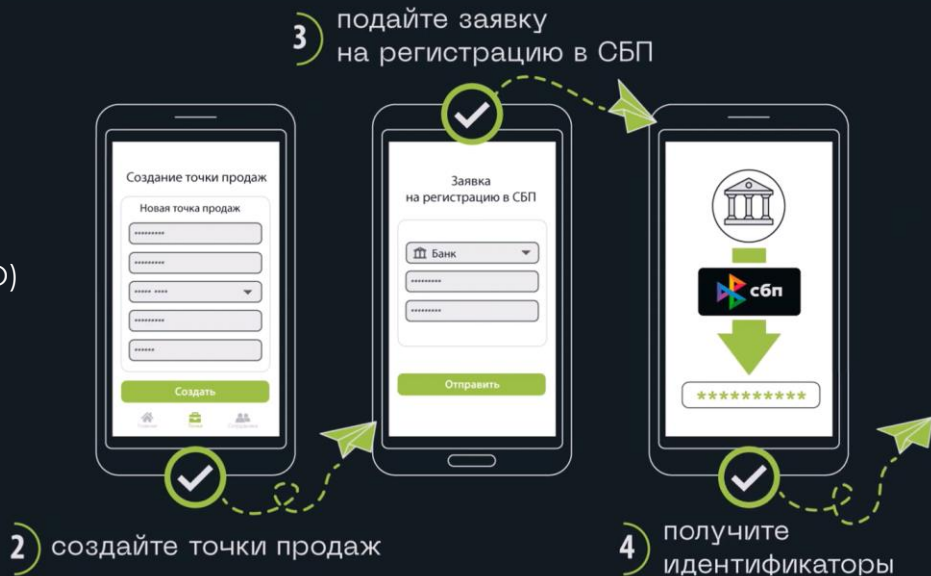 3 подайте заявку
на регистрацию в СБП
Создание точки продаж
Новая точка продаж
*********
*********
***** ****
*********
******
Создать
Заявка
на регистрацию в СБП
Банк
*********
*********
Отправить
сбп
**********
2 создайте точки продаж
4 получите
идентификаторы